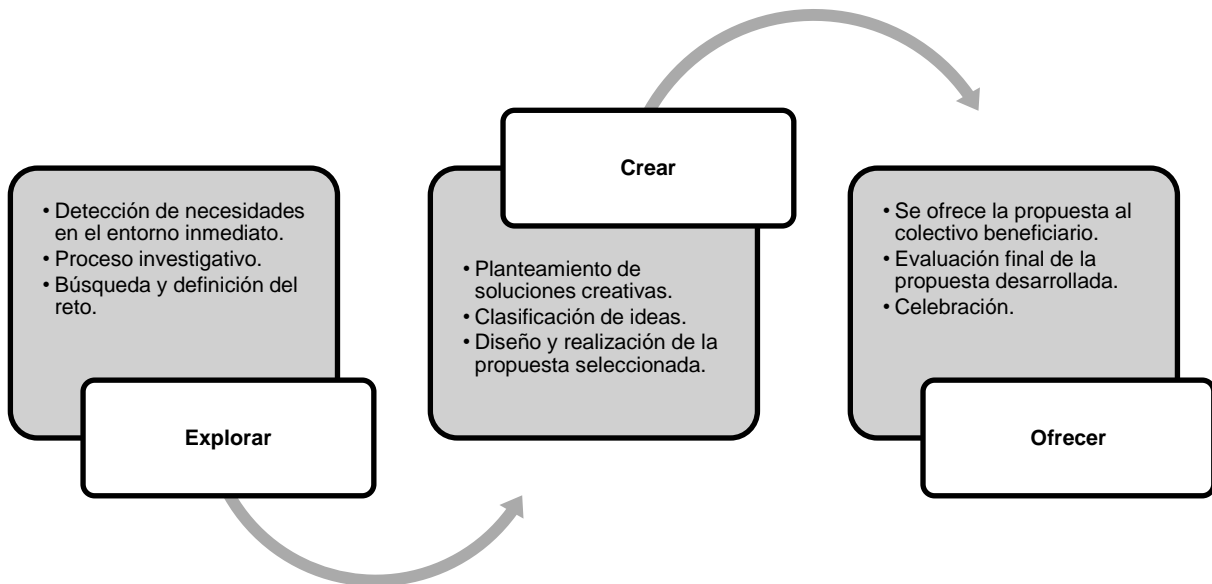 • Detección de necesidades
en el entorno inmediato.
• Proceso investigativo.
• Búsqueda y definición del
reto.
Explorar
Crear
• Planteamiento de
soluciones creativas.
• Clasificación de ideas.
• Diseño y realización de la
propuesta seleccionada.
• Se ofrece la propuesta al
colectivo beneficiario.
• Evaluación final de la
propuesta desarrollada.
• Celebración.
Ofrecer